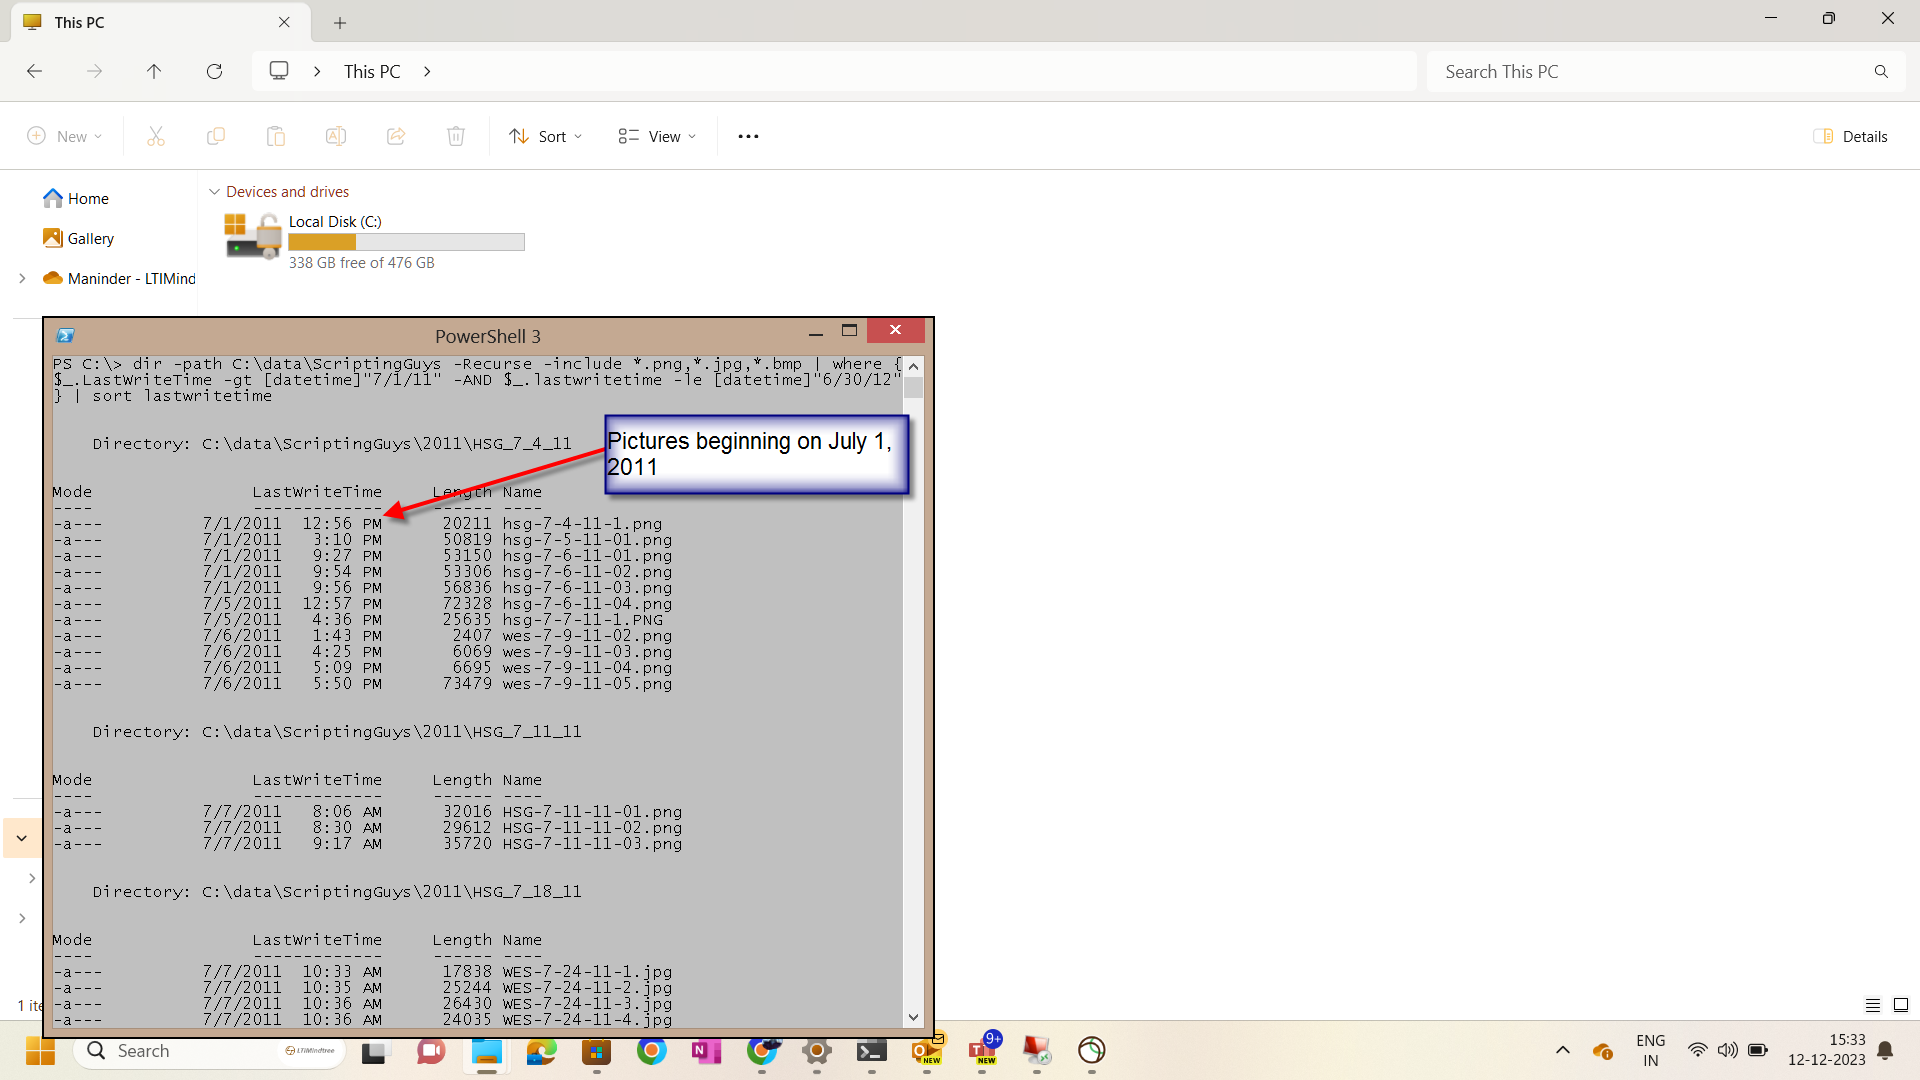 This PC
This PC
Search This PC
New
Sort
View
Details
Home
Gallery
Maninder - LTIMind
Devices and drives
Local Disk (C:)
338 GB free of 476 GB
PowerShell 3
PS C:\> dir -path C:\data\ScriptingGuys -Recurse -include *.png,*.jpg,*.bmp | where {
$_.LastWriteTime -gt [datetime]"7/1/11" -AND $_.lastwritetime -le [datetime]"6/30/12"
} | sort lastwritetime
Directory: C:\data\ScriptingGuys\2011\HSG_7_4_11
Pictures beginning on July 1,
2011
Mode LastWriteTime Length Name
---- ------------- ------ ----
-a--- 7/1/2011 12:56 PM 20211 hsg-7-4-11-1.png
-a--- 7/1/2011 3:10 PM 50819 hsg-7-5-11-01.png
-a--- 7/1/2011 9:27 PM 53150 hsg-7-6-11-01.png
-a--- 7/1/2011 9:54 PM 53306 hsg-7-6-11-02.png
-a--- 7/1/2011 9:56 PM 56836 hsg-7-6-11-03.png
-a--- 7/5/2011 12:57 PM 72328 hsg-7-6-11-04.png
-a--- 7/5/2011 4:36 PM 25635 hsg-7-7-11-1.PNG
-a--- 7/6/2011 1:43 PM 2407 wes-7-9-11-02.png
-a--- 7/6/2011 4:25 PM 6069 wes-7-9-11-03.png
-a--- 7/6/2011 5:09 PM 6695 wes-7-9-11-04.png
-a--- 7/6/2011 5:50 PM 73479 wes-7-9-11-05.png
Directory: C:\data\ScriptingGuys\2011\HSG_7_11_11
Mode LastWriteTime Length Name
---- ------------- ------ ----
-a--- 7/7/2011 8:06 AM 32016 HSG-7-11-11-01.png
-a--- 7/7/2011 8:30 AM 29612 HSG-7-11-11-02.png
-a--- 7/7/2011 9:17 AM 35720 HSG-7-11-11-03.png
Directory: C:\data\ScriptingGuys\2011\HSG_7_18_11
Mode LastWriteTime Length Name
---- ------------- ------ ----
-a--- 7/7/2011 10:33 AM 17838 WES-7-24-11-1.jpg
-a--- 7/7/2011 10:35 AM 25244 WES-7-24-11-2.jpg
-a--- 7/7/2011 10:36 AM 26430 WES-7-24-11-3.jpg
-a--- 7/7/2011 10:36 AM 24035 WES-7-24-11-4.jpg
1 ite
Search
LTIMindtree
NEW
9+
NEW
ENG
IN
15:33
12-12-2023